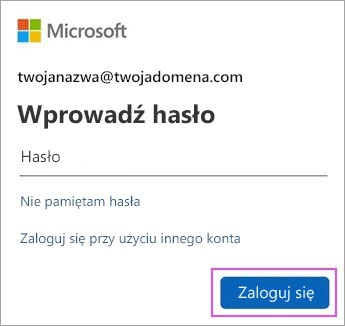 Microsoft
twojanazwa@twojadomena.com
Wprowadź hasło
Hasło
Nie pamiętam hasła
Zaloguj się przy użyciu innego konta
Zaloguj się